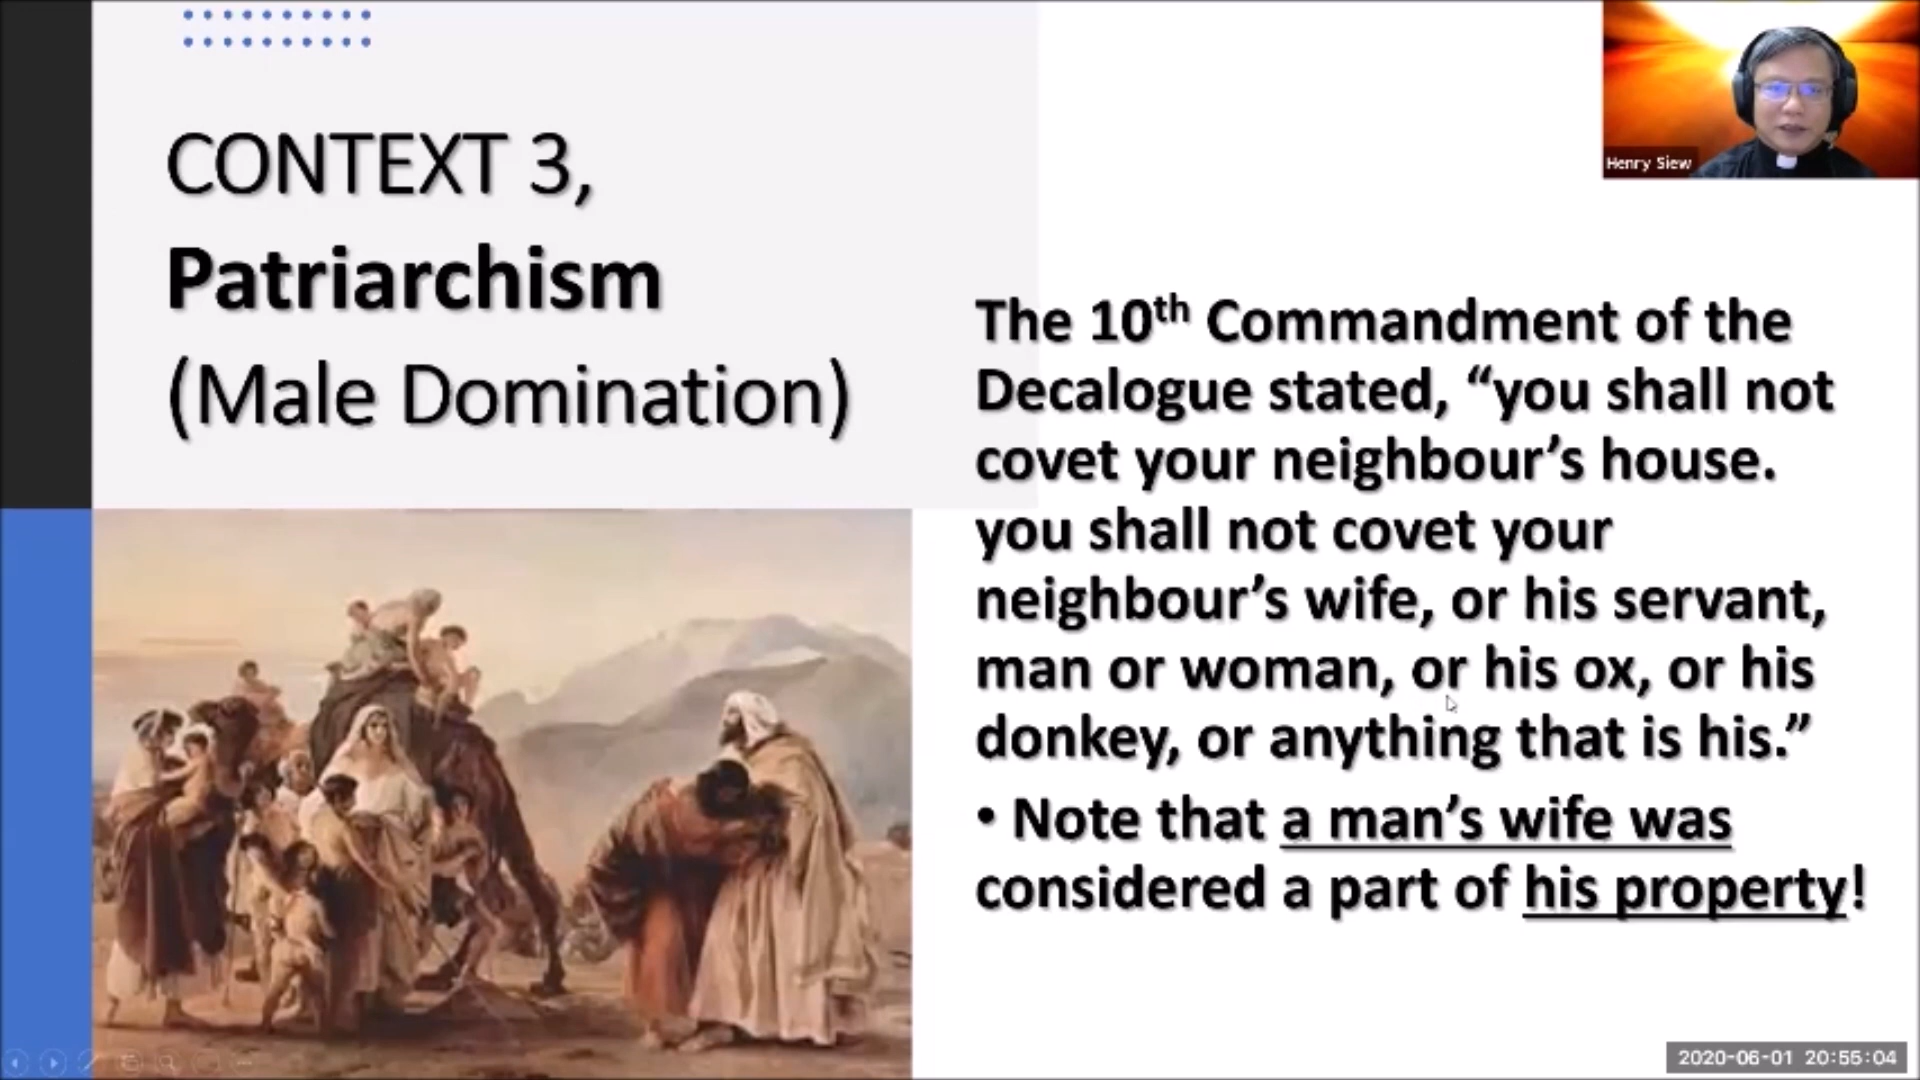 CONTEXT 3,
Patriarchism
(Male Domination)
The 10th Commandment of the
Decalogue stated, “you shall not
covet your neighbour’s house.
you shall not covet your
neighbour’s wife, or his servant,
man or woman, or his ox, or his
donkey, or anything that is his.”
• Note that a man’s wife was
considered a part of his property!
Henry Siew
2020-06-01 20:55:04